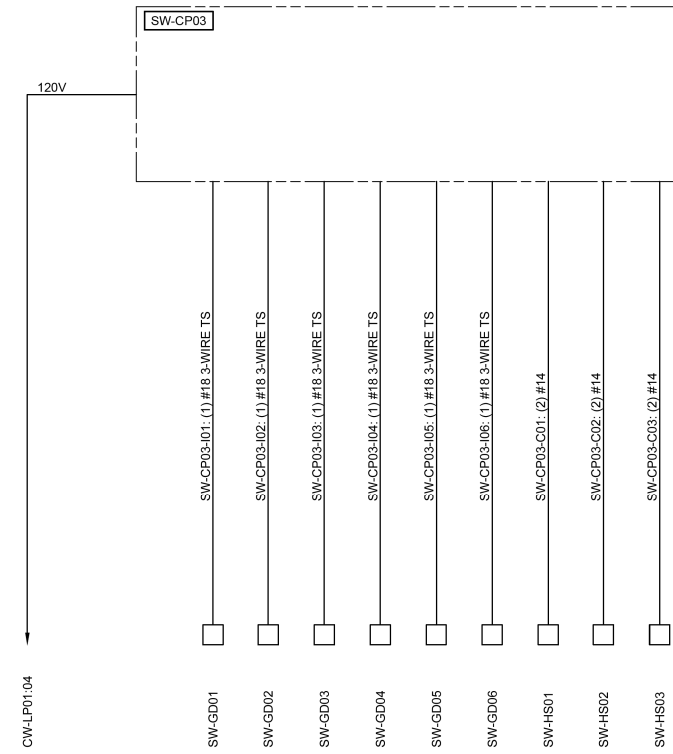 SW-CP03
120V
SW-CP03-I01: (1) #18 3-WIRE TS
SW-CP03-I02: (1) #18 3-WIRE TS
SW-CP03-I03: (1) #18 3-WIRE TS
SW-CP03-I04: (1) #18 3-WIRE TS
SW-CP03-I05: (1) #18 3-WIRE TS
SW-CP03-I06: (1) #18 3-WIRE TS
SW-CP03-C01: (2) #14
SW-CP03-C02: (2) #14
SW-CP03-C03: (2) #14
CW-LP01:04
SW-GD01
SW-GD02
SW-GD03
SW-GD04
SW-GD05
SW-GD06
SW-HS01
SW-HS02
SW-HS03